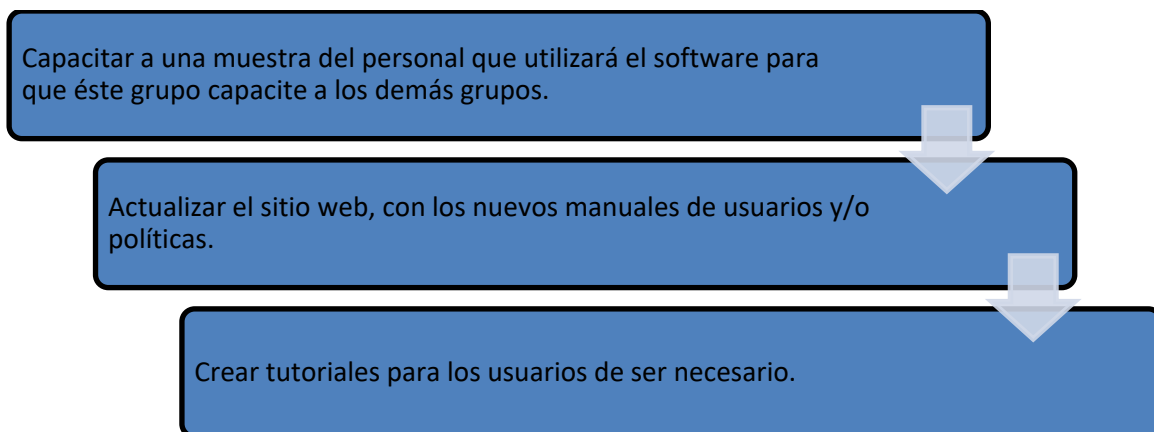 Capacitar a una muestra del personal que utilizará el software para
que éste grupo capacite a los demás grupos.
Actualizar el sitio web, con los nuevos manuales de usuarios y/o
políticas.
Crear tutoriales para los usuarios de ser necesario.